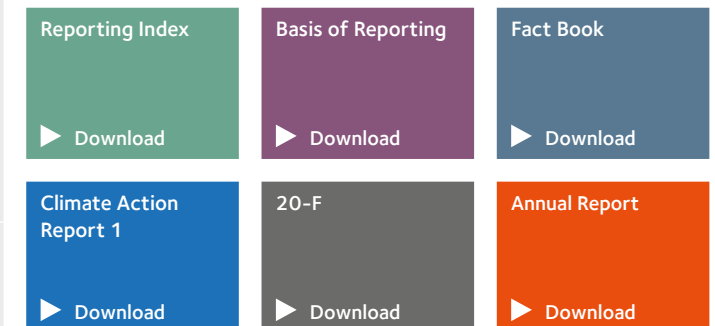 Reporting Index
Download
Basis of Reporting
Download
Fact Book
Download
Climate Action
Report 1
Download
20-F
Download
Annual Report
Download